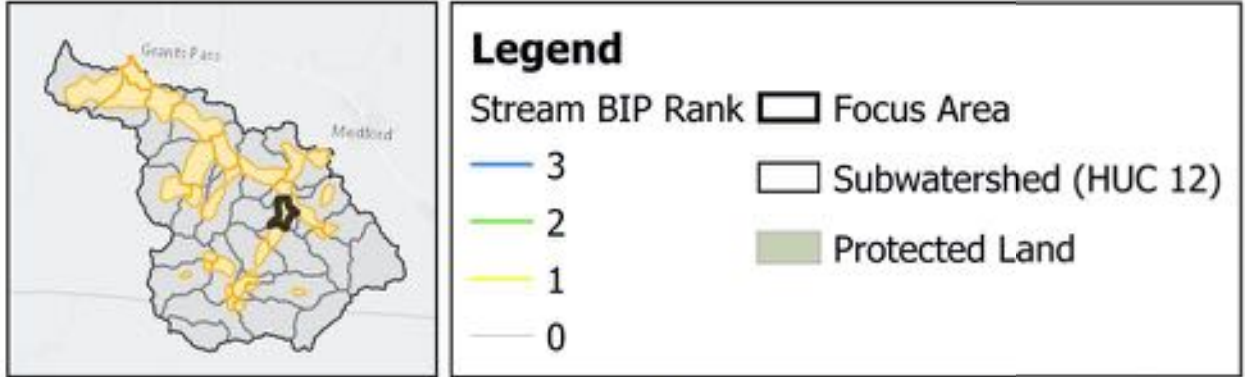 Grants Pass
Medford
Legend
Stream BIP Rank
3
2
1
0
Focus Area
Subwatershed (HUC 12)
Protected Land